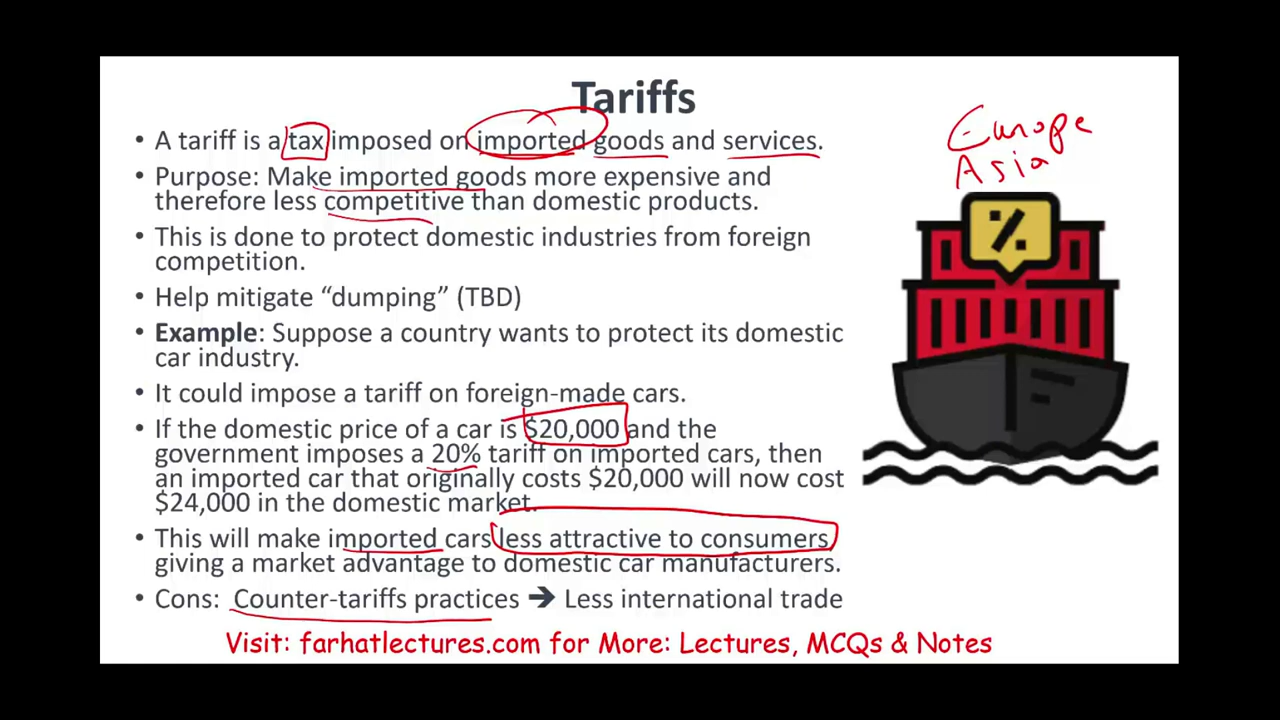 Tariffs
• A tariff is a tax imposed on imported goods and services.
• Purpose: Make imported goods more expensive and
therefore less competitive than domestic products.
• This is done to protect domestic industries from foreign
competition.
• Help mitigate “dumping” (TBD)
• Example: Suppose a country wants to protect its domestic
car industry.
• It could impose a tariff on foreign-made cars.
• If the domestic price of a car is $20,000 and the
government imposes a 20% tariff on imported cars, then
an imported car that originally costs $20,000 will now cost
$24,000 in the domestic market.
• This will make imported cars less attractive to consumers,
giving a market advantage to domestic car manufacturers.
• Cons: Counter-tariffs practices ➔ Less international trade
Europe
Asia
%
Visit: farhatlectures.com for More: Lectures, MCQs & Notes